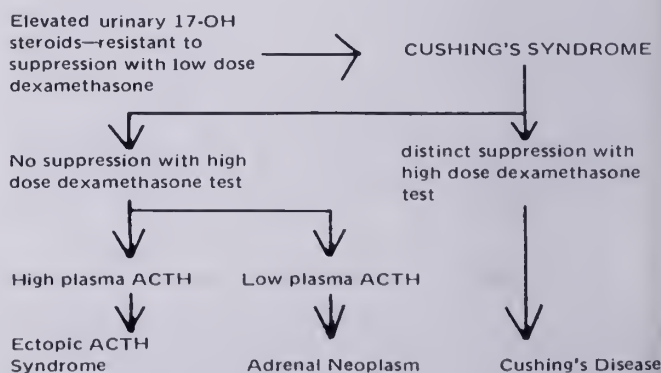 Elevated urinary 17-OH
steroids—resistant to
suppression with low dose
dexamethasone
CUSHING'S SYNDROME
No suppression with high
dose dexamethasone test
distinct suppression with
high dose dexamethasone
test
High plasma ACTH
Low plasma ACTH
Ectopic ACTH
Syndrome
Adrenal Neoplasm
Cushing's Disease